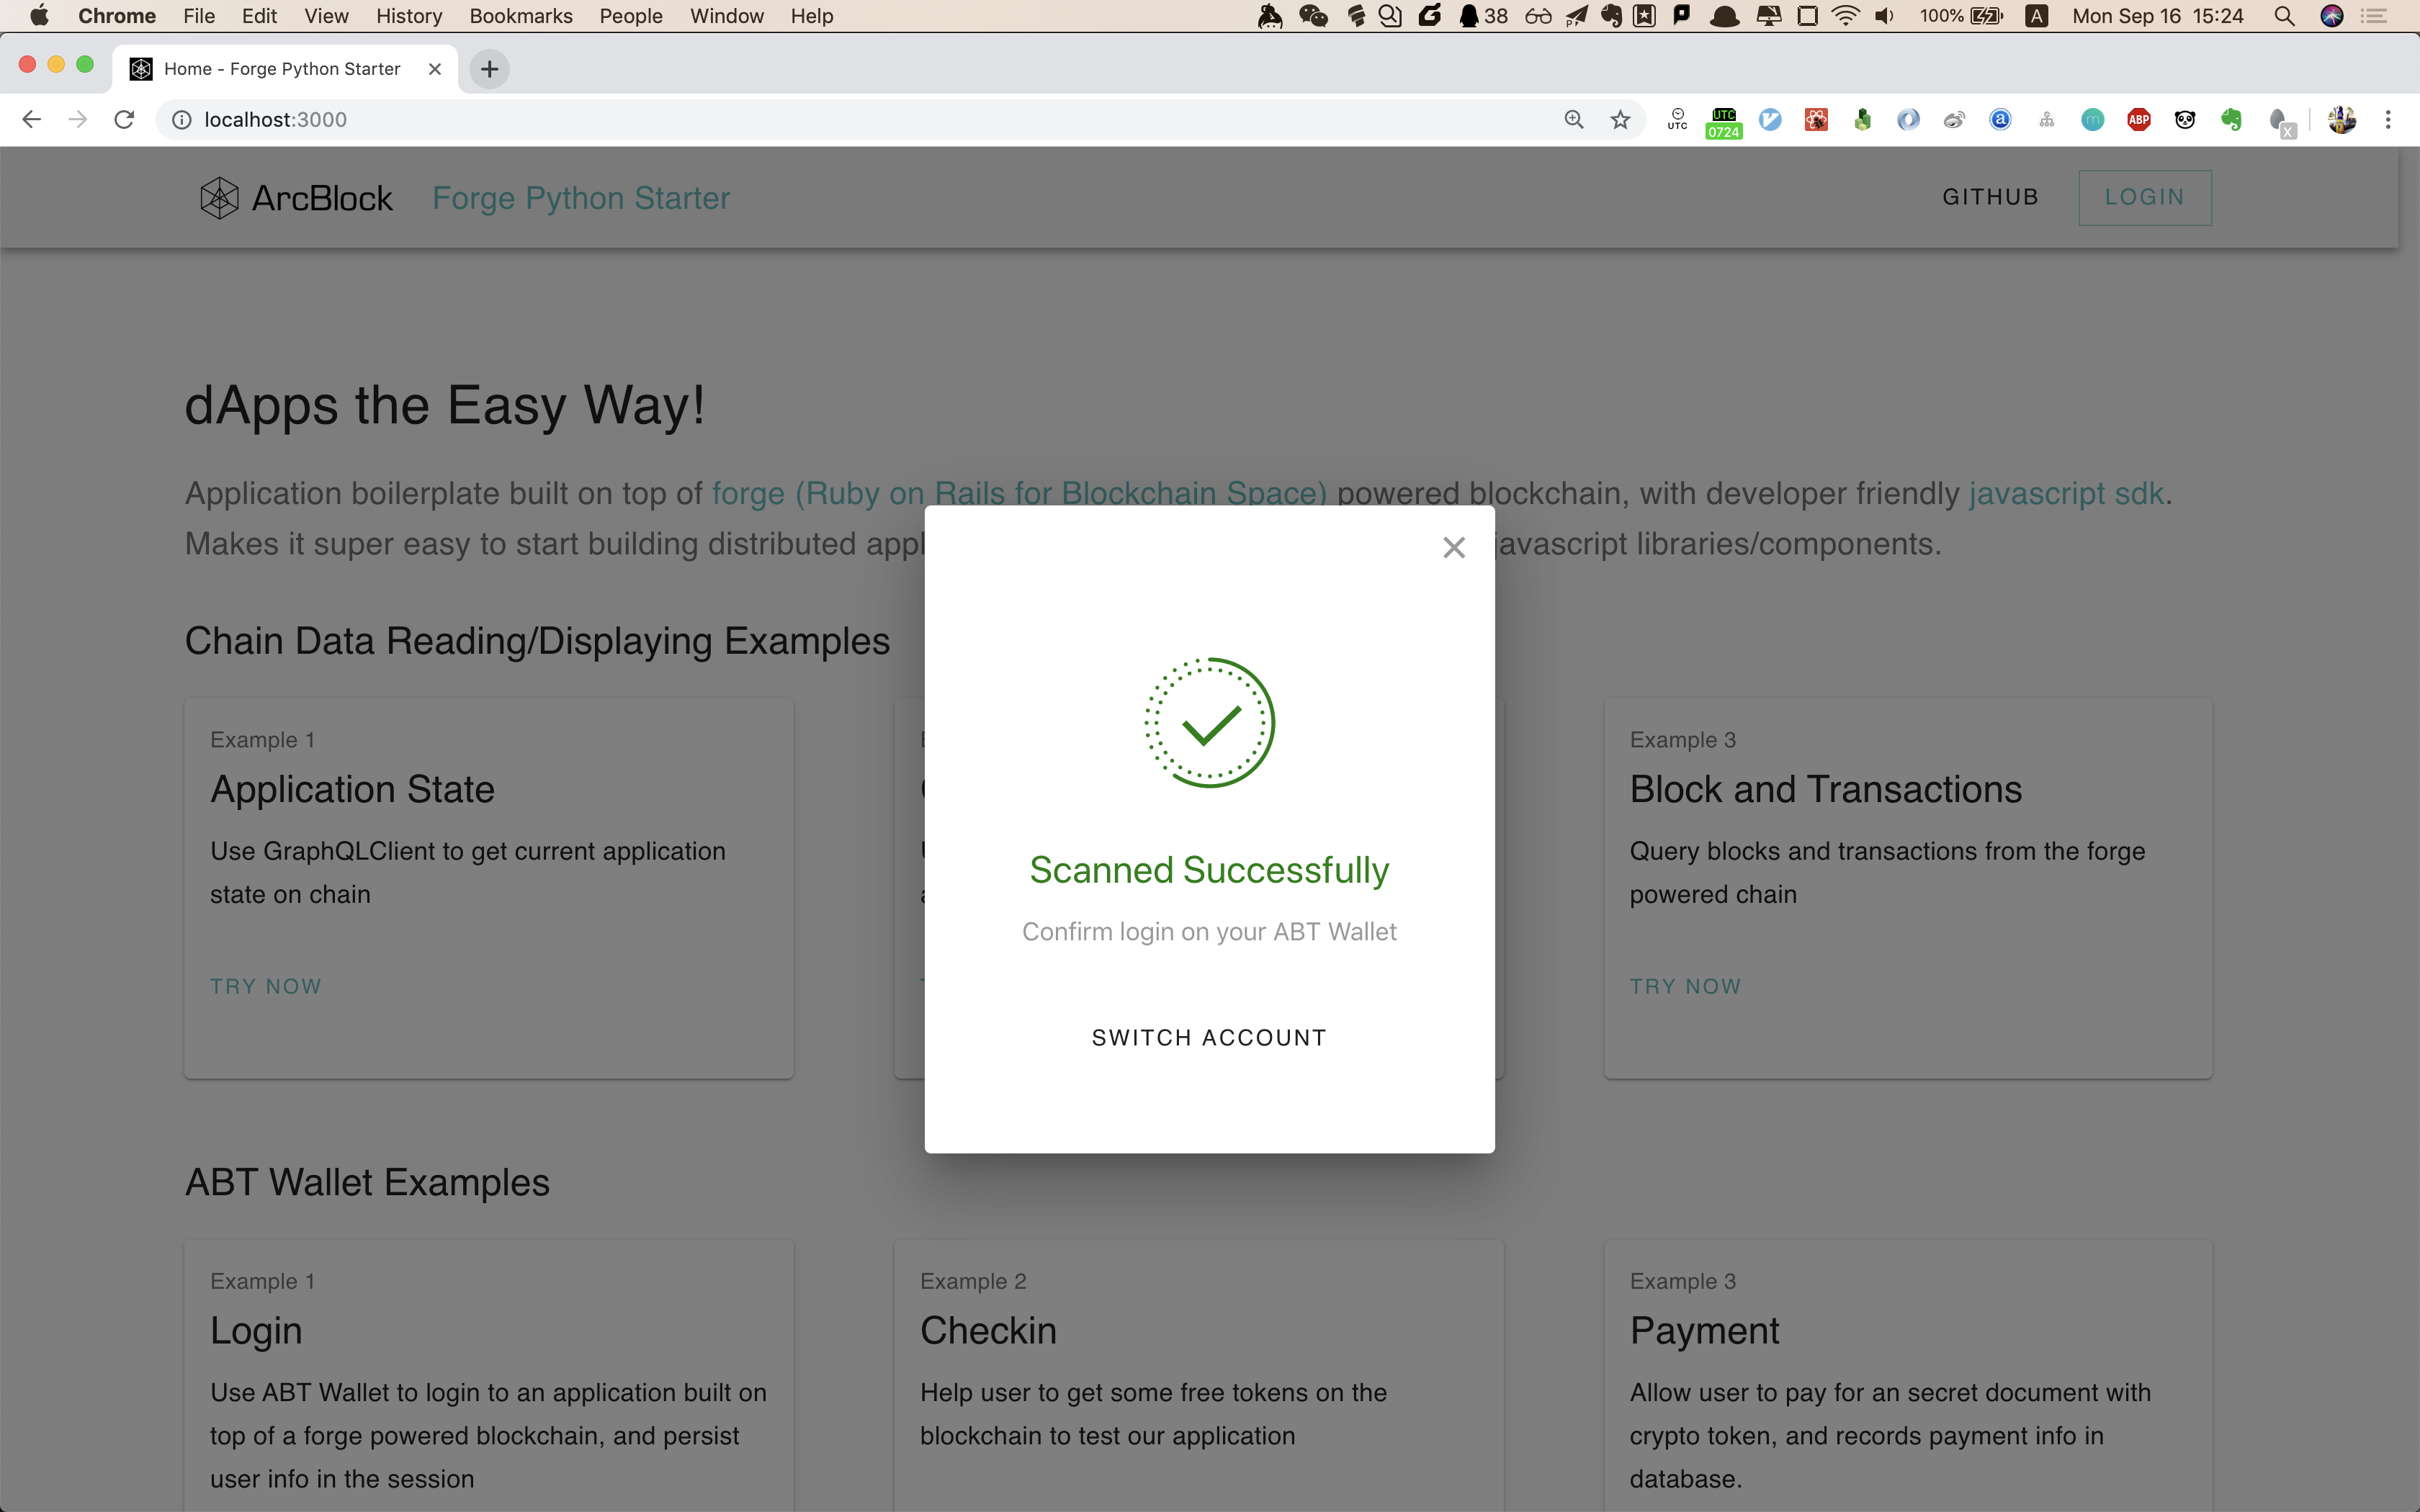 Chrome File Edit View History Bookmarks People Window Help 38 100% A Mon Sep 16 15:24
Home - Forge Python Starter
localhost:3000 UTC UTC 0724 a m ABP x
ArcBlock Forge Python Starter GITHUB LOGIN
dApps the Easy Way!
Application boilerplate built on top of forge (Ruby on Rails for Blockchain Space) powered blockchain, with developer friendly javascript sdk.
Makes it super easy to start building distributed appl avascript libraries/components.
Chain Data Reading/Displaying Examples
Example 1
Application State
Use GraphQLClient to get current application
state on chain
TRY NOW
Example 3
Block and Transactions
Query blocks and transactions from the forge
powered chain
TRY NOW
Scanned Successfully
Confirm login on your ABT Wallet
SWITCH ACCOUNT
ABT Wallet Examples
Example 1
Login
Use ABT Wallet to login to an application built on
top of a forge powered blockchain, and persist
user info in the session
Example 2
Checkin
Help user to get some free tokens on the
blockchain to test our application
Example 3
Payment
Allow user to pay for an secret document with
crypto token, and records payment info in
database.